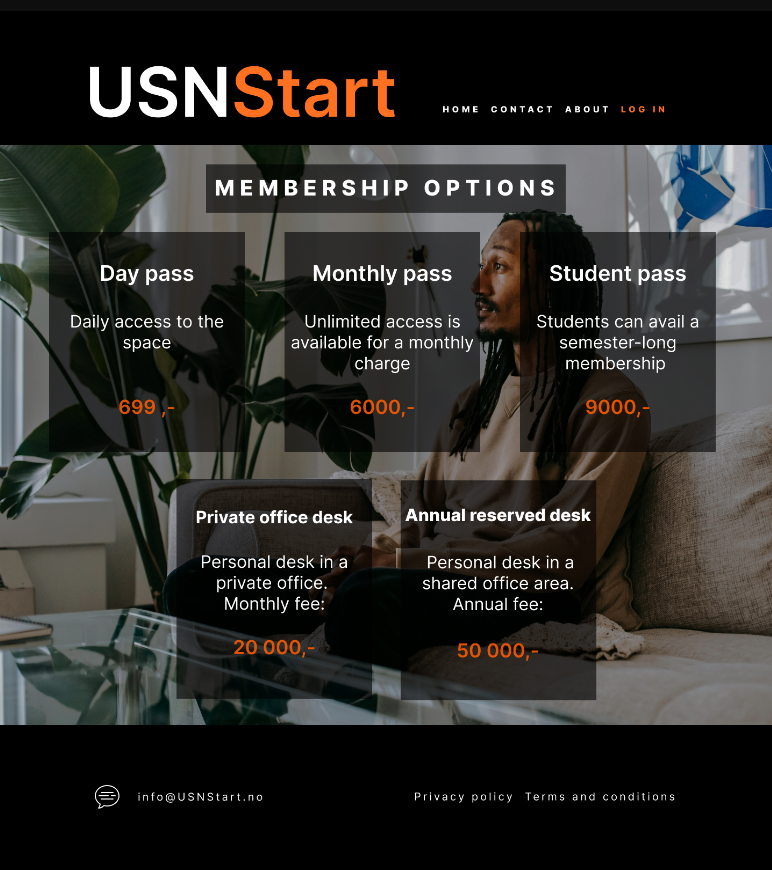 USNStart
HOME CONTACT ABOUT LOG IN
MEMBERSHIP OPTIONS
Day pass
Daily access to the
space
699 ,-
Monthly pass
Unlimited access is
available for a monthly
charge
6000,-
Student pass
Students can avail a
semester-long
membership
9000,-
Private office desk
Personal desk in a
private office.
Monthly fee:
20 000,-
Annual reserved desk
Personal desk in a
shared office area.
Annual fee:
50 000,-
info@USNStart.no
Privacy policy Terms and conditions